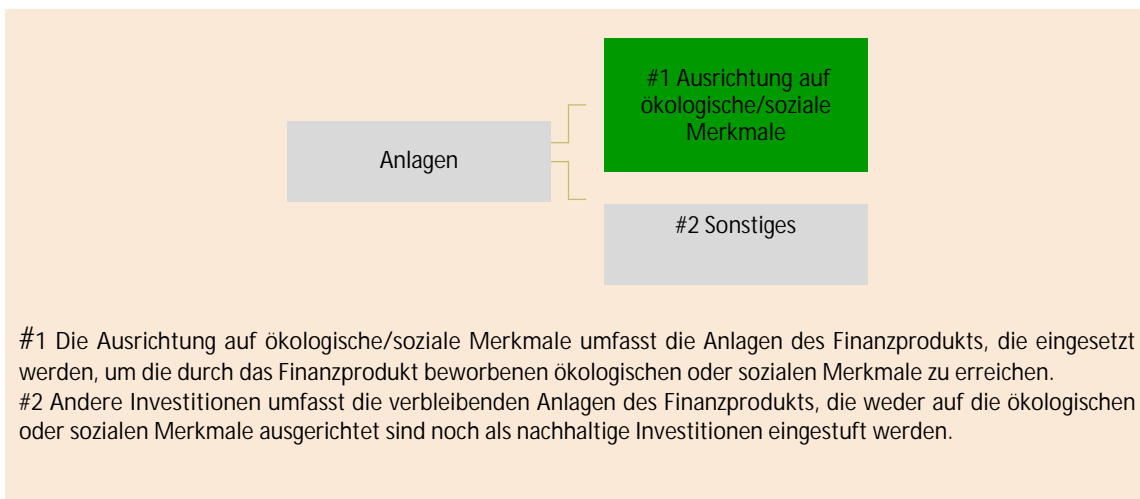 #1 Ausrichtung auf
ökologische/soziale
Merkmale
Anlagen
#2 Sonstiges
#1 Die Ausrichtung auf ökologische/soziale Merkmale umfasst die Anlagen des Finanzprodukts, die eingesetzt
werden, um die durch das Finanzprodukt beworbenen ökologischen oder sozialen Merkmale zu erreichen.
#2 Andere Investitionen umfasst die verbleibenden Anlagen des Finanzprodukts, die weder auf die ökologischen
oder sozialen Merkmale ausgerichtet sind noch als nachhaltige Investitionen eingestuft werden.